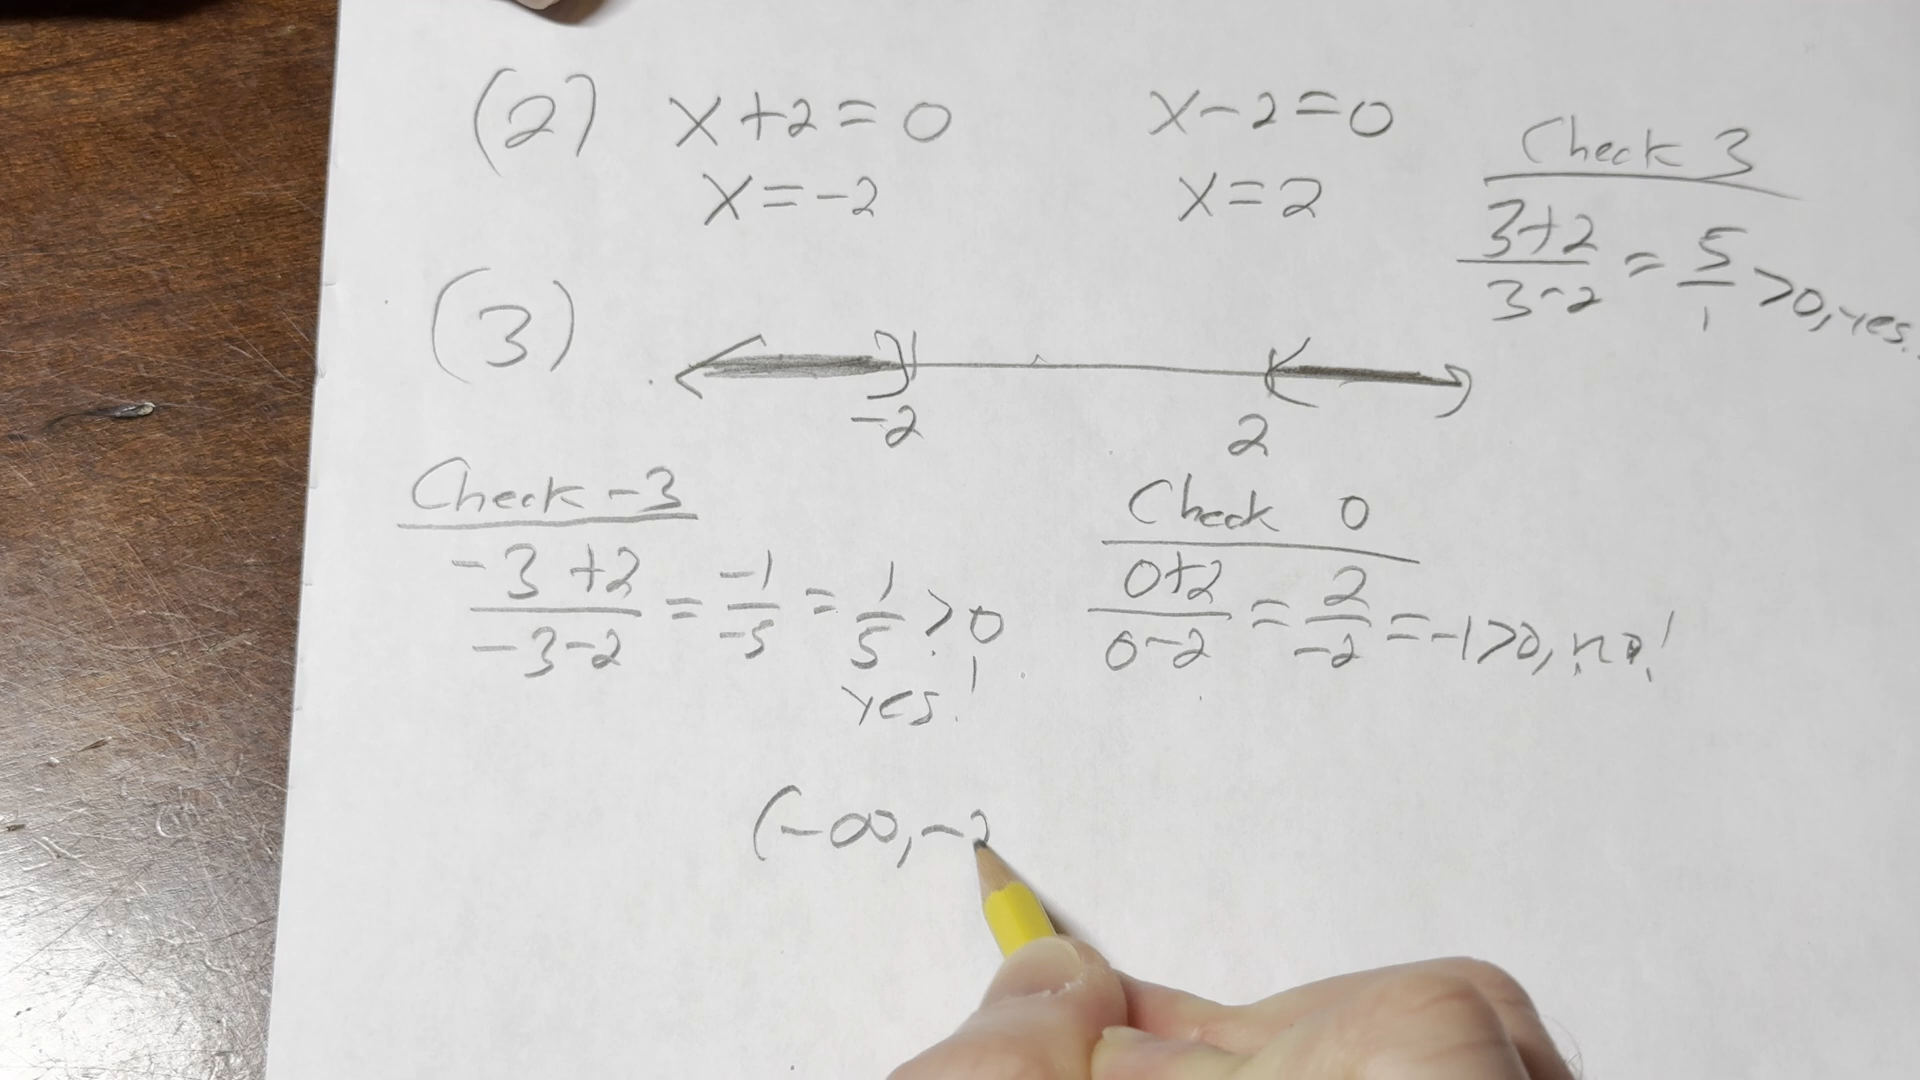 (2) x+2=0 x-2=0
x=-2 x=2
Check 3
3+2/3-2 = 5/1 >0, yes.
(3)
-2 2
Check -3
-3+2/-3-2 = -1/-5 = 1/5 >0
yes!
Check 0
0+2/0-2 = 2/-2 = -1>0, no!
(-∞,-2